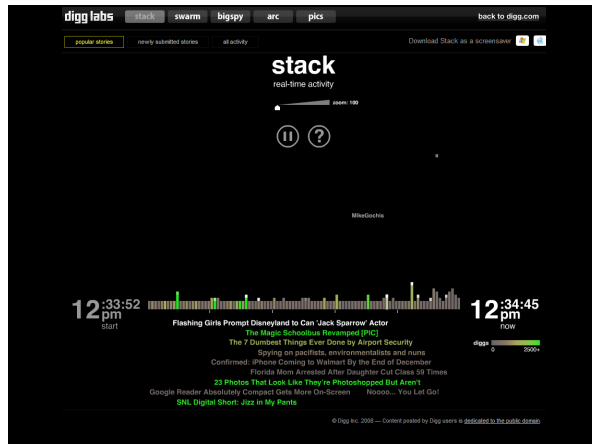 digg labs stack swarm bigspy arc pics back to digg.com
popular stories newly submitted stories all activity Download Stack as a screensaver
stack
real-time activity
zoom: 100
?
MikeGochis
12:33:52 pm
start
12:34:45 pm
now
Flashing Girls Prompt Disneyland to Can 'Jack Sparrow' Actor
The Magic Schoolbus Revamped [PIC]
The 7 Dumbest Things Ever Done by Airport Security
diggs
0 2500+
Spying on pacifists, environmentalists and nuns
Confirmed: iPhone Coming to Walmart By the End of December
Florida Mom Arrested After Daughter Cut Class 59 Times
23 Photos That Look Like They're Photoshopped But Aren't
Google Reader Absolutely Compact Gets More On-Screen Noooo... You Let Go!
SNL Digital Short: Jizz in My Pants
© Digg Inc. 2008 — Content posted by Digg users is dedicated to the public domain